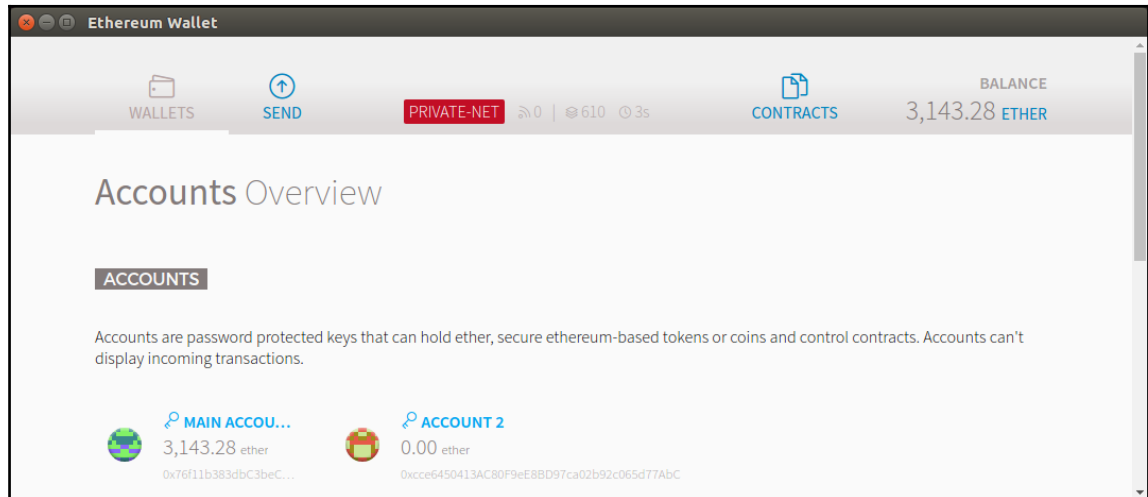 Ethereum Wallet
WALLETS
SEND
PRIVATE-NET 0 | 610 3s
CONTRACTS
BALANCE
3,143.28 ETHER
Accounts Overview
ACCOUNTS
Accounts are password protected keys that can hold ether, secure ethereum-based tokens or coins and control contracts. Accounts can't
display incoming transactions.
MAIN ACCOU...
3,143.28 ether
0x76f11b383dbC3beC...
ACCOUNT 2
0.00 ether
0xcce6450413AC80F9eE8BD97ca02b92c065d77AbC